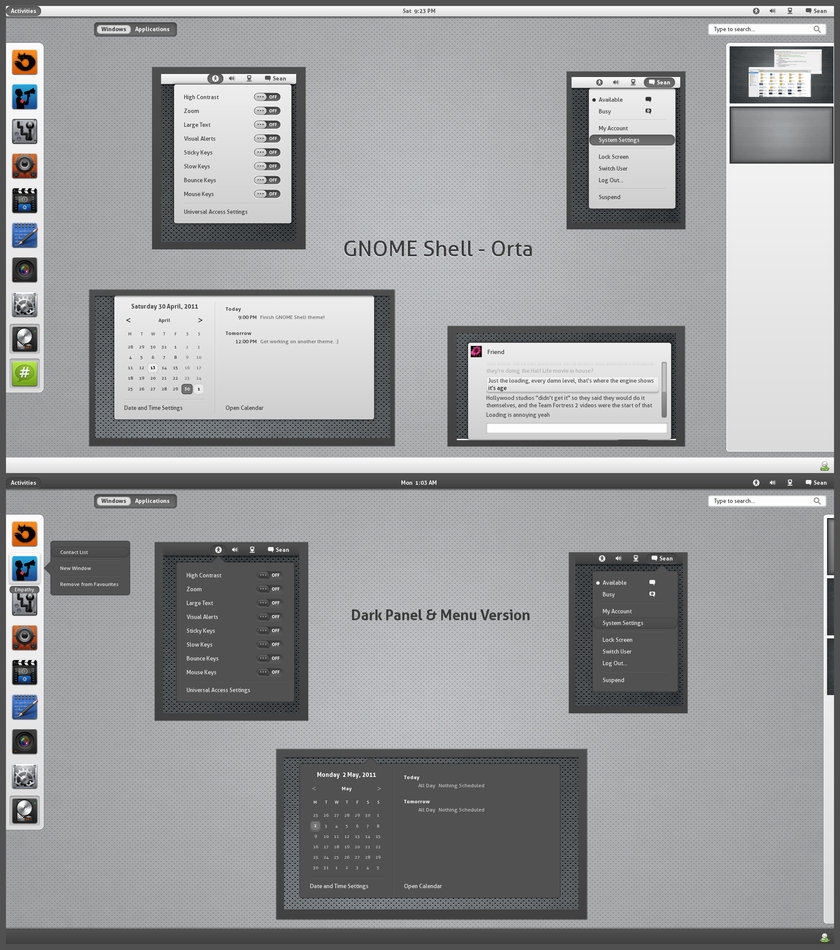 Activities
Sat 9:23 PM
Sean
Windows Applications
Type to search...
Sean
High Contrast OFF
Zoom OFF
Large Text OFF
Visual Alerts OFF
Sticky Keys OFF
Slow Keys OFF
Bounce Keys OFF
Mouse Keys OFF
Universal Access Settings
Sean
Available
Busy
My Account
System Settings
Lock Screen
Switch User
Log Out...
Suspend
GNOME Shell - Orta
Saturday 30 April, 2011
< April >
M T W T F S S
28 29 30 31 1 2 3
4 5 6 7 8 9 10
11 12 13 14 15 16 17
18 19 20 21 22 23 24
25 26 27 28 29 30 1
Date and Time Settings
Today
9:00 PM Finish GNOME Shell theme!
Tomorrow
12:00 PM Get working on another theme. :)
Open Calendar
Friend
they're doing the Half Life movie in house?
Just the loading, every damn level, that's where the engine shows
it's age
Hollywood studios "didn't get it" so they said they would do it
themselves, and the Team Fortress 2 videos were the start of that
Loading is annoying yeah
#
Activities
Mon 1:03 AM
Sean
Windows Applications
Type to search...
Contact List
New Window
Remove from Favourites
Empathy
Sean
High Contrast OFF
Zoom OFF
Large Text OFF
Visual Alerts OFF
Sticky Keys OFF
Slow Keys OFF
Bounce Keys OFF
Mouse Keys OFF
Universal Access Settings
Sean
Available
Busy
My Account
System Settings
Lock Screen
Switch User
Log Out...
Suspend
Dark Panel & Menu Version
Monday 2 May, 2011
< May >
M T W T F S S
25 26 27 28 29 30 1
2 3 4 5 6 7 8
9 10 11 12 13 14 15
16 17 18 19 20 21 22
23 24 25 26 27 28 29
30 31 1 2 3 4 5
Date and Time Settings
Today
All Day Nothing Scheduled
Tomorrow
All Day Nothing Scheduled
Open Calendar